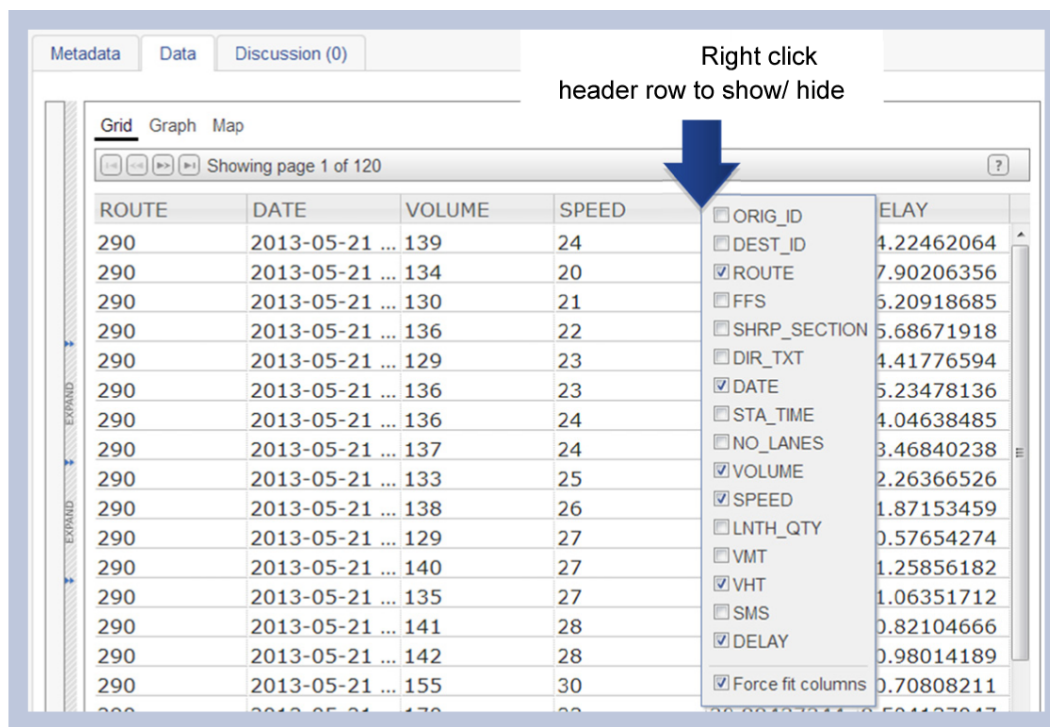 Metadata Data Discussion (0)
Right click
header row to show/ hide
Grid Graph Map
Showing page 1 of 120 ?
ROUTE DATE VOLUME SPEED ELAY
290 2013-05-21 ... 139 24 4.22462064
290 2013-05-21 ... 134 20 7.90206356
290 2013-05-21 ... 130 21 6.20918685
290 2013-05-21 ... 136 22 5.68671918
290 2013-05-21 ... 129 23 4.41776594
290 2013-05-21 ... 136 23 5.23478136
290 2013-05-21 ... 136 24 4.04638485
290 2013-05-21 ... 137 24 3.46840238
290 2013-05-21 ... 133 25 2.26366526
290 2013-05-21 ... 138 26 1.87153459
290 2013-05-21 ... 129 27 0.57654274
290 2013-05-21 ... 140 27 1.25856182
290 2013-05-21 ... 135 27 1.06351712
290 2013-05-21 ... 141 28 0.82104666
290 2013-05-21 ... 142 28 0.98014189
290 2013-05-21 ... 155 30 0.70808211
ORIG_ID
DEST_ID
ROUTE
FFS
SHRP_SECTION
DIR_TXT
DATE
STA_TIME
NO_LANES
VOLUME
SPEED
LNTH_QTY
VMT
VHT
SMS
DELAY
Force fit columns
EXPAND
EXPAND